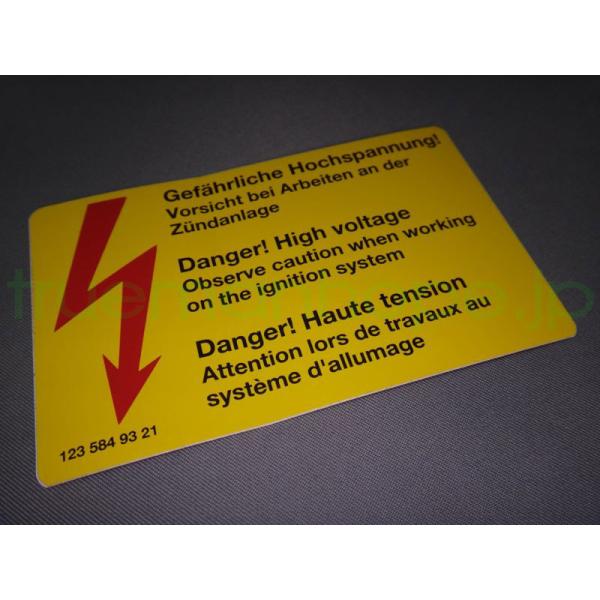 Gefährliche Hochspannung!
Vorsicht bei Arbeiten an der
Zündanlage
Danger! High voltage
Observe caution when working
on the ignition system
Danger! Haute tension
Attention lors de travaux au
système d'allumage
123 584 93 21